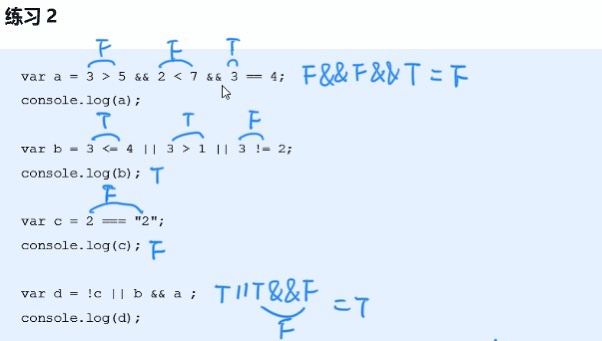 练习 2
F F T
var a = 3 > 5 && 2 < 7 && 3 == 4; F&&F&&T = F
console.log(a);
T T F
var b = 3 <= 4 || 3 > 1 || 3 != 2;
console.log(b); T
F
var c = 2 === "2";
console.log(c); F
var d = !c || b && a ; T||T&&F = T
console.log(d); F